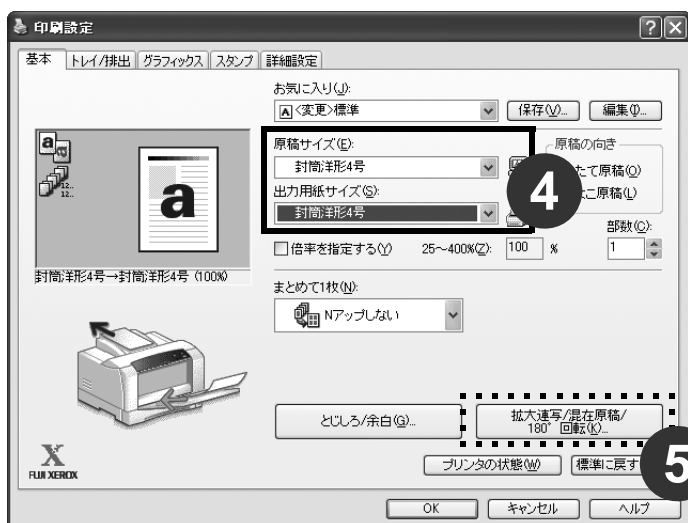 印刷設定
基本 トレイ/排出 グラフィックス スタンプ 詳細設定
お気に入り(J):
A <変更>標準 保存(V)... 編集(I)...
原稿サイズ(E):
封筒洋形4号
出力用紙サイズ(S):
封筒洋形4号
4
原稿の向き
たて原稿(O)
こ原稿(L)
部数(C):
1
倍率を指定する(Y) 25~400%(Z): 100 %
a
a
12..
12..
a
封筒洋形4号→封筒洋形4号 (100%)
まとめて1枚(N):
Nアップしない
とじしろ/余白(G)...
拡大連写/混在原稿/
180° 回転(K)...
5
X
FUJI XEROX
プリンタの状態(W) 標準に戻す
OK キャンセル ヘルプ